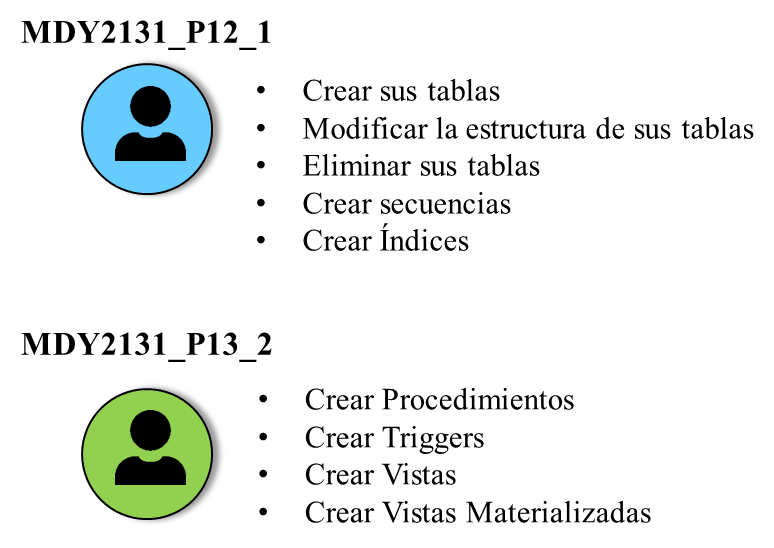 MDY2131_P12_1
• Crear sus tablas
• Modificar la estructura de sus tablas
• Eliminar sus tablas
• Crear secuencias
• Crear Índices
MDY2131_P13_2
• Crear Procedimientos
• Crear Triggers
• Crear Vistas
• Crear Vistas Materializadas